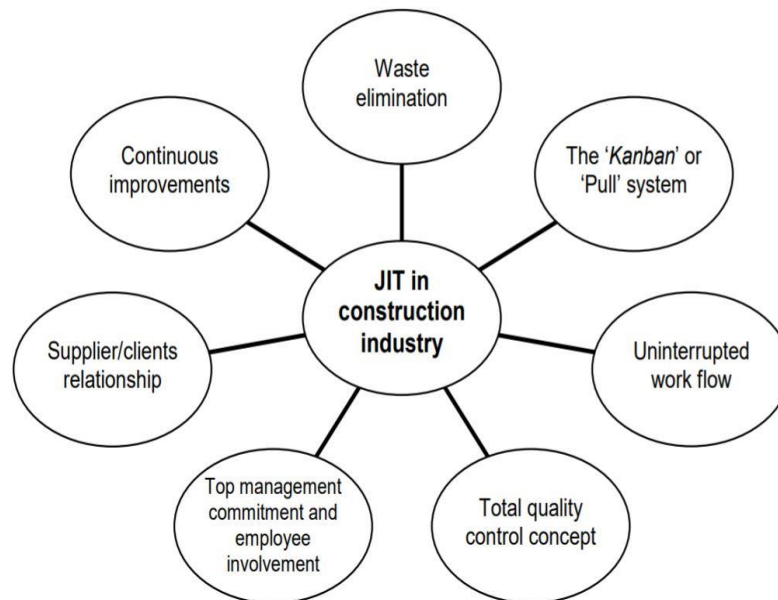 Waste
elimination
The ‘Kanban’ or
‘Pull’ system
Continuous
improvements
JIT in
construction
industry
Uninterrupted
work flow
Supplier/clients
relationship
Total quality
control concept
Top management
commitment and
employee
involvement